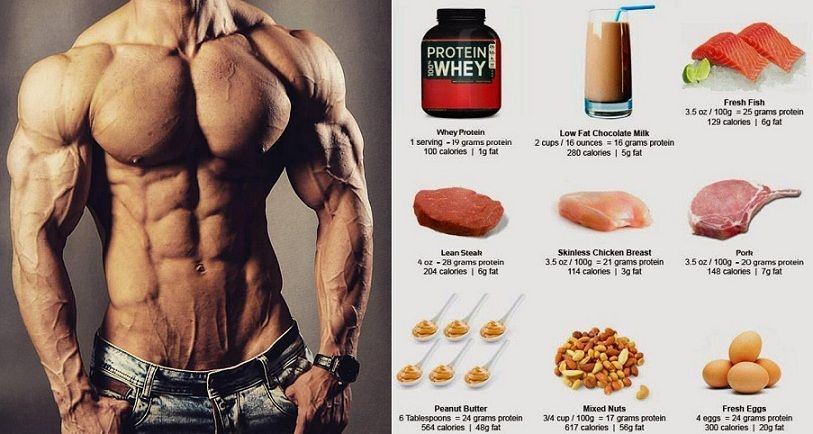 PROTEIN
100% WHEY
Whey Protein
1 serving - 19 grams protein
100 calories | 1g fat
Low Fat Chocolate Milk
2 cups / 16 ounces = 16 grams protein
280 calories | 5g fat
Fresh Fish
3.5 oz / 100g = 25 grams protein
129 calories | 6g fat
Lean Steak
4 oz - 28 grams protein
204 calories | 6g fat
Skinless Chicken Breast
3.5 oz / 100g = 21 grams protein
114 calories | 3g fat
Pork
3.5 oz / 100g - 20 grams protein
148 calories | 7g fat
Peanut Butter
6 Tablespoons = 24 grams protein
564 calories | 48g fat
Mixed Nuts
3/4 cup / 100g = 17 grams protein
617 calories | 56g fat
Fresh Eggs
4 eggs = 24 grams protein
300 calories | 20g fat